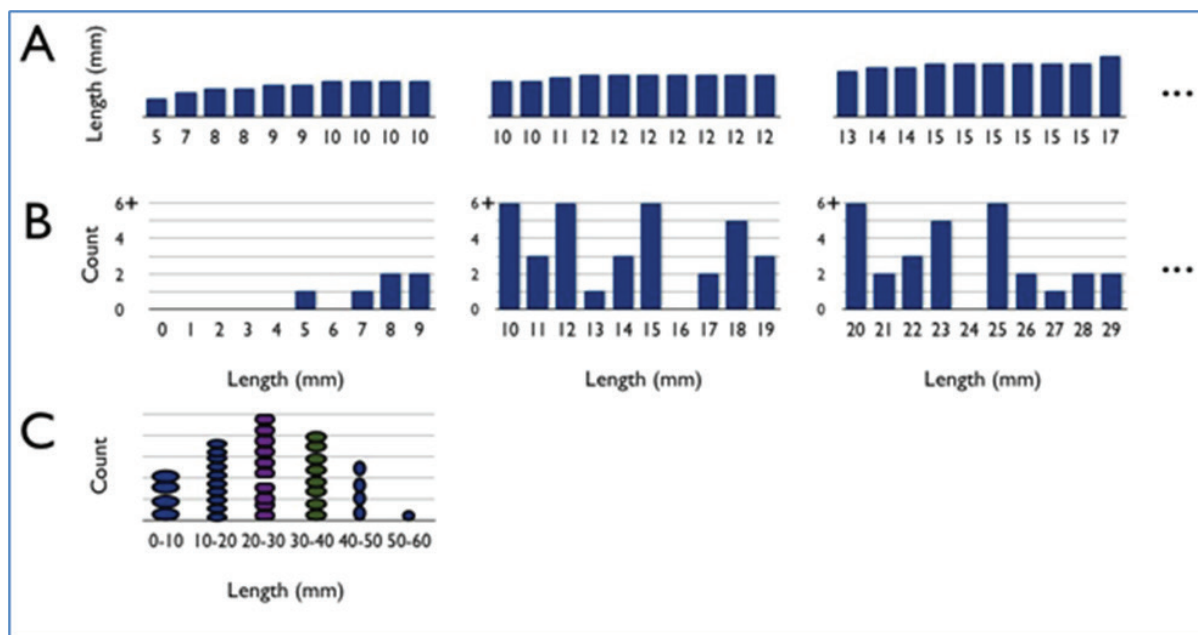 A
Length (mm)
5 7 8 8 9 9 10 10 10 10
10 10 11 12 12 12 12 12 12 12
13 14 14 15 15 15 15 15 15 17
...
B
Count
6+
4
2
0
0 1 2 3 4 5 6 7 8 9
Length (mm)
6+
4
2
0
10 11 12 13 14 15 16 17 18 19
Length (mm)
6+
4
2
0
20 21 22 23 24 25 26 27 28 29
Length (mm)
...
C
Count
0-10 10-20 20-30 30-40 40-50 50-60
Length (mm)